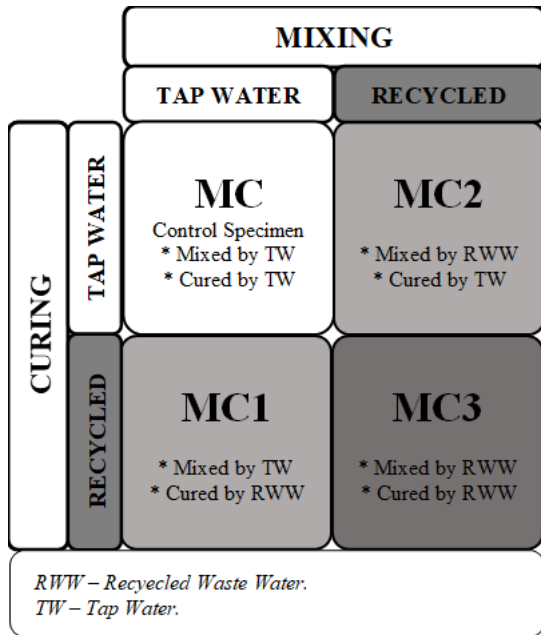 MIXING
TAP WATER
RECYCLED
CURING
TAP WATER
MC
Control Specimen
* Mixed by TW
* Cured by TW
MC2
* Mixed by RWW
* Cured by TW
RECYCLED
MC1
* Mixed by TW
* Cured by RWW
MC3
* Mixed by RWW
* Cured by RWW
RWW – Recyecled Waste Water.
TW – Tap Water.